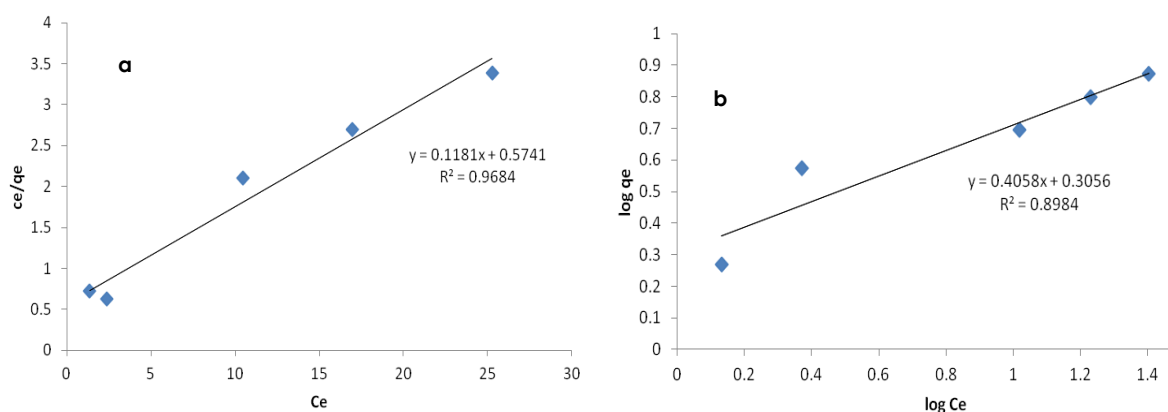 a
ce/qe
4
3.5
3
2.5
2
1.5
1
0.5
0
0 5 10 15 20 25 30
Ce
y = 0.1181x + 0.5741
R² = 0.9684
b
log qe
1
0.9
0.8
0.7
0.6
0.5
0.4
0.3
0.2
0.1
0
0 0.2 0.4 0.6 0.8 1 1.2 1.4
log Ce
y = 0.4058x + 0.3056
R² = 0.8984